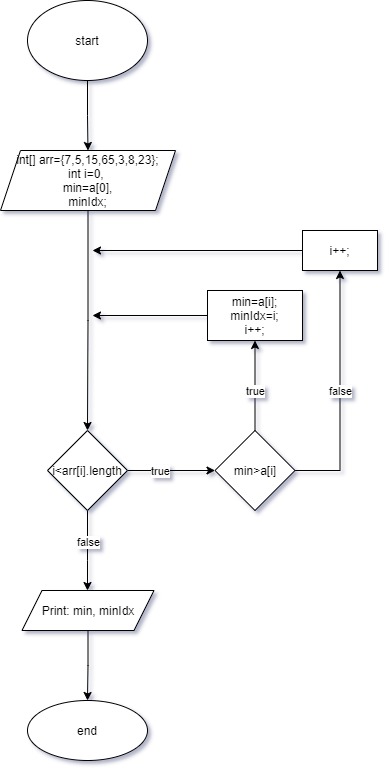 start
int[] arr={7,5,15,65,3,8,23};
int i=0,
min=a[0],
minIdx;
i++;
min=a[i];
minIdx=i;
i++;
true
false
i<arr[i].length
true
min>a[i]
false
Print: min, minIdx
end